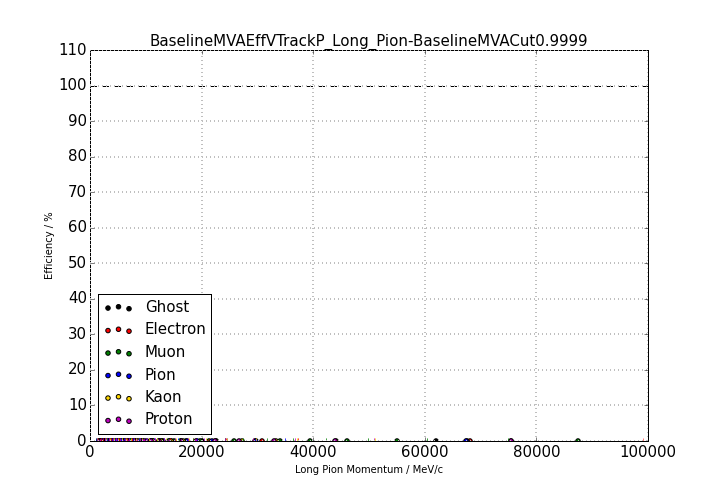 BaselineMVAEffVTrackP_Long_Pion-BaselineMVACut0.9999
110
100
90
80
70
60
50
40
30
20
10
0
Efficiency / %
Ghost
Electron
Muon
Pion
Kaon
Proton
0 20000 40000 60000 80000 100000
Long Pion Momentum / MeV/c